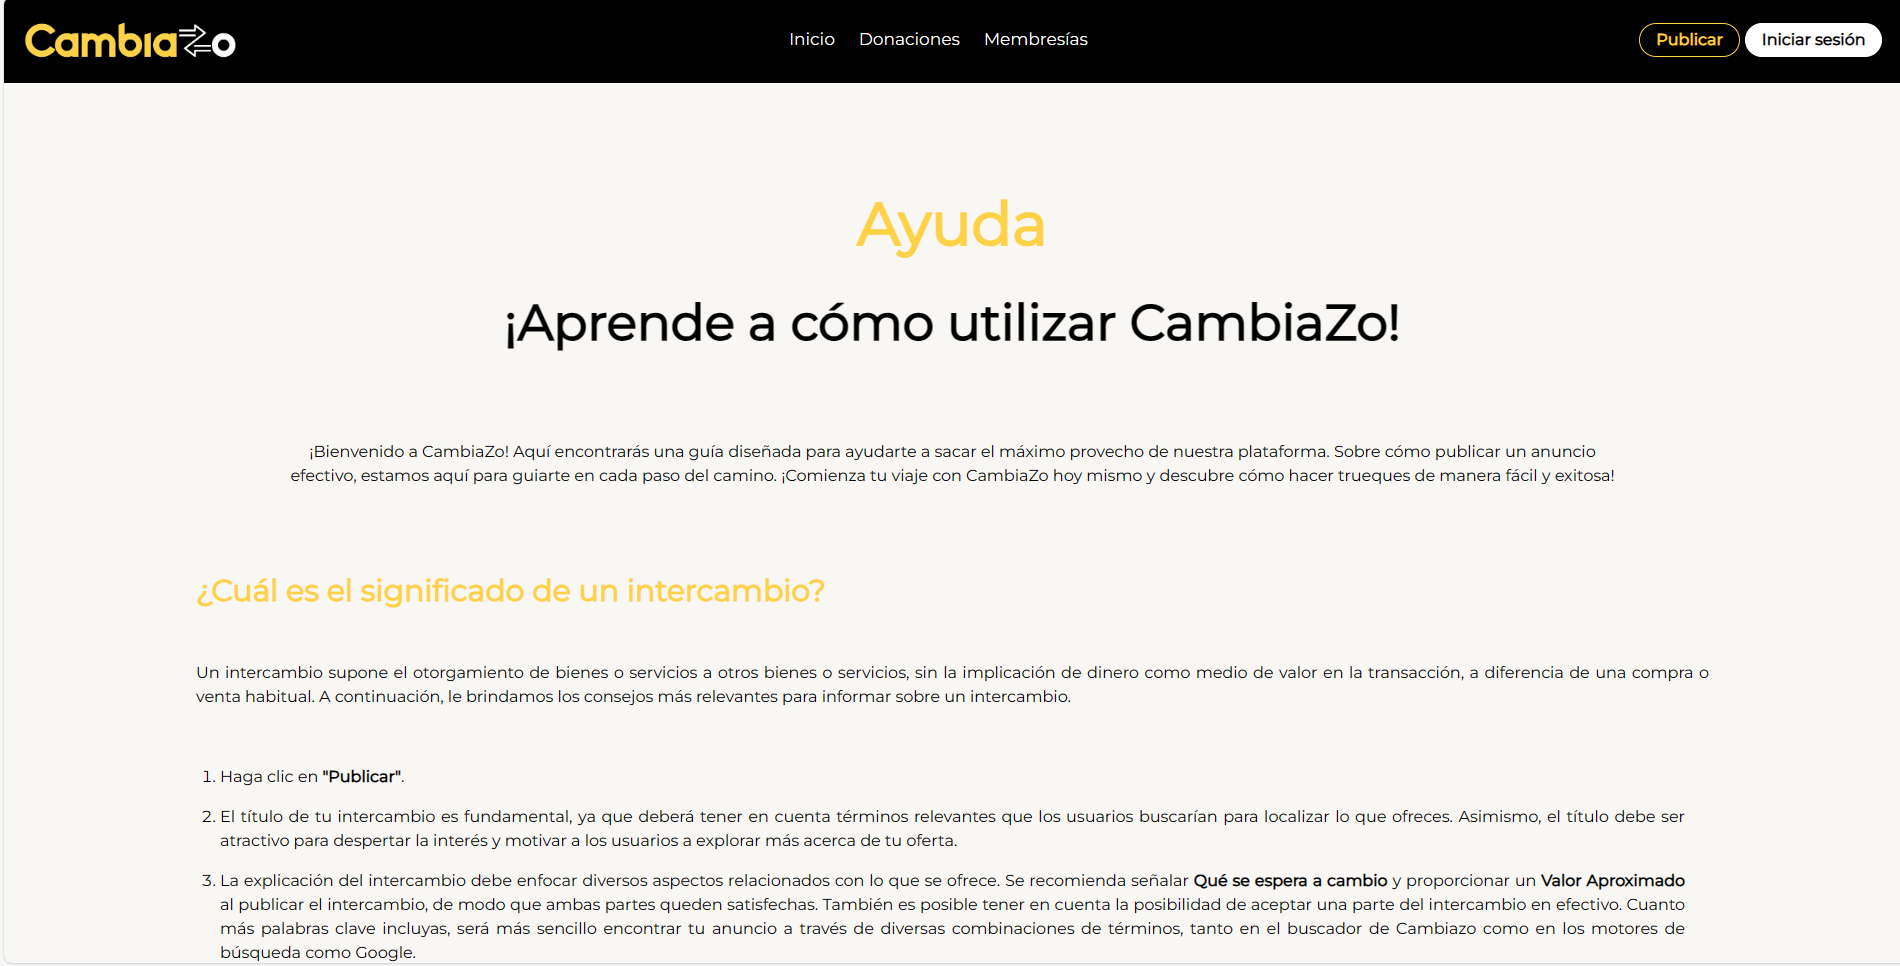 CambiaZo
Inicio Donaciones Membresías
Publicar Iniciar sesión
Ayuda
¡Aprende a cómo utilizar CambiaZo!
¡Bienvenido a CambiaZo! Aquí encontrarás una guía diseñada para ayudarte a sacar el máximo provecho de nuestra plataforma. Sobre cómo publicar un anuncio
efectivo, estamos aquí para guiarte en cada paso del camino. ¡Comienza tu viaje con CambiaZo hoy mismo y descubre cómo hacer trueques de manera fácil y exitosa!
¿Cuál es el significado de un intercambio?
Un intercambio supone el otorgamiento de bienes o servicios a otros bienes o servicios, sin la implicación de dinero como medio de valor en la transacción, a diferencia de una compra o
venta habitual. A continuación, le brindamos los consejos más relevantes para informar sobre un intercambio.
1. Haga clic en "Publicar".
2. El título de tu intercambio es fundamental, ya que deberá tener en cuenta términos relevantes que los usuarios buscarían para localizar lo que ofreces. Asimismo, el título debe ser
atractivo para despertar la interés y motivar a los usuarios a explorar más acerca de tu oferta.
3. La explicación del intercambio debe enfocar diversos aspectos relacionados con lo que se ofrece. Se recomienda señalar Qué se espera a cambio y proporcionar un Valor Aproximado
al publicar el intercambio, de modo que ambas partes queden satisfechas. También es posible tener en cuenta la posibilidad de aceptar una parte del intercambio en efectivo. Cuanto
más palabras clave incluyas, será más sencillo encontrar tu anuncio a través de diversas combinaciones de términos, tanto en el buscador de Cambiazo como en los motores de
búsqueda como Google.